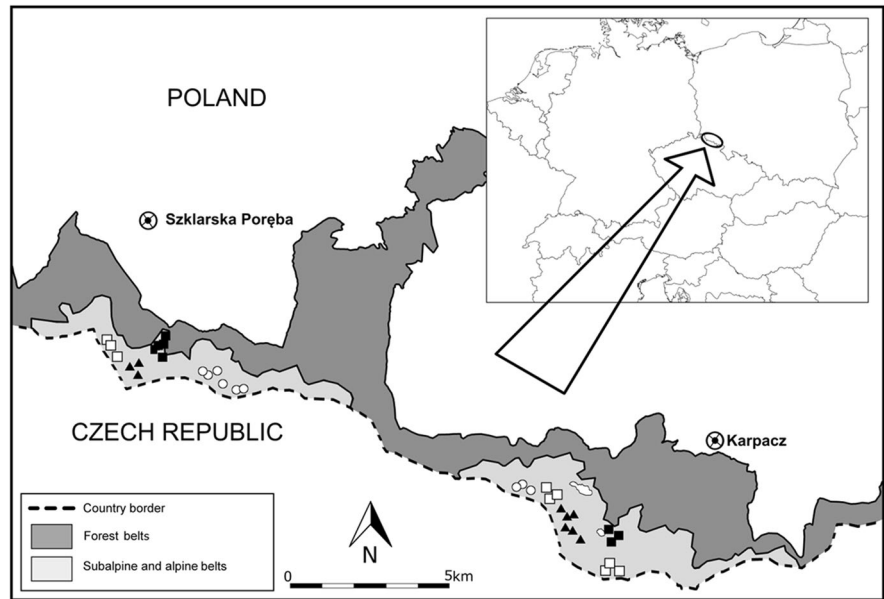 POLAND
Szklarska Poręba
CZECH REPUBLIC
Karpacz
Country border
Forest belts
Subalpine and alpine belts
N
0 5km